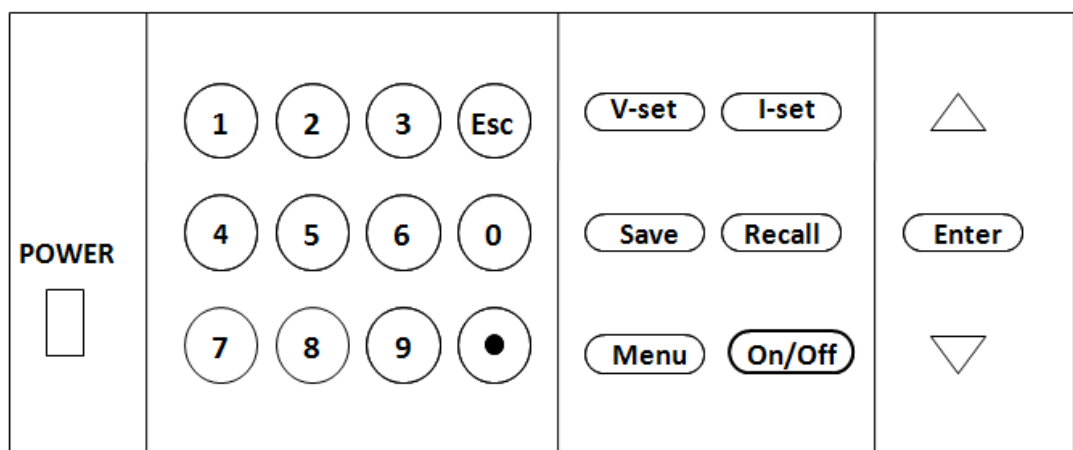 1 2 3 Esc V-set I-set
4 5 6 0 Save Recall Enter
POWER
7 8 9 • Menu On/Off